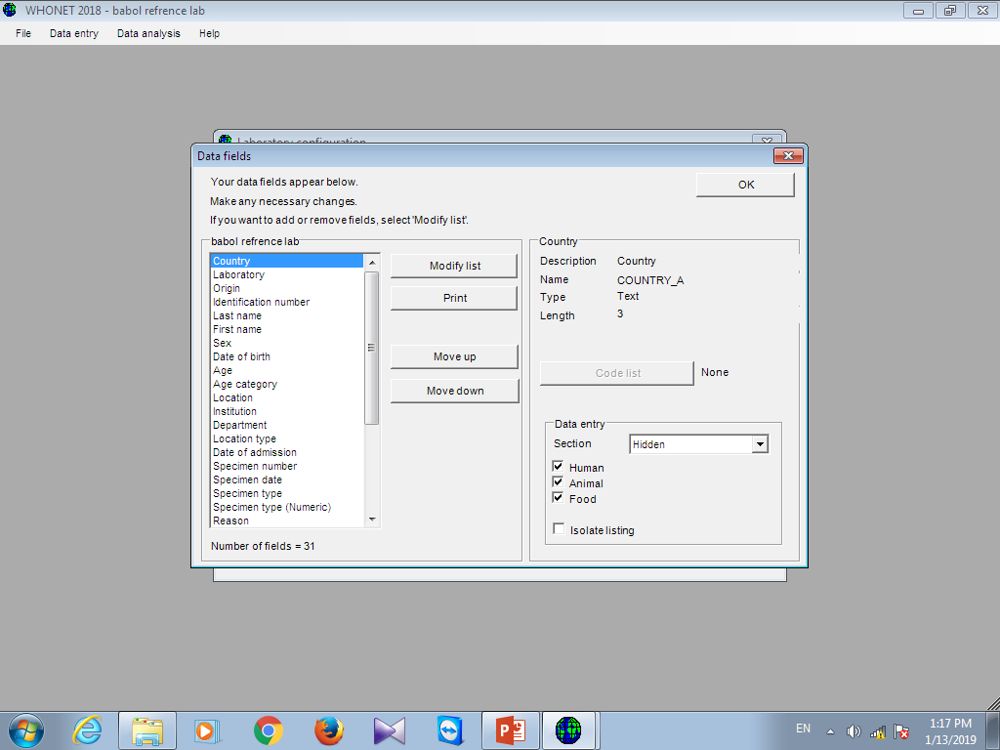 WHONET 2018 - babol refrence lab
File Data entry Data analysis Help
Laboratory configuration
Data fields
Your data fields appear below.
Make any necessary changes.
If you want to add or remove fields, select 'Modify list'.
OK
babol refrence lab
Country
Laboratory
Origin
Identification number
Last name
First name
Sex
Date of birth
Age
Age category
Location
Institution
Department
Location type
Date of admission
Specimen number
Specimen date
Specimen type
Specimen type (Numeric)
Reason
Number of fields = 31
Modify list
Print
Move up
Move down
Country
Description Country
Name COUNTRY_A
Type Text
Length 3
Code list None
Data entry
Section Hidden
Human
Animal
Food
Isolate listing
EN
1:17 PM
1/13/2019